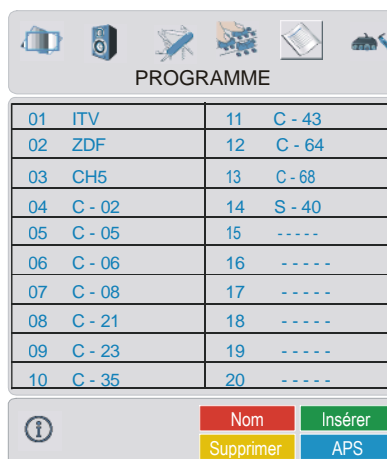 PROGRAMME
01 ITV 11 C - 43
02 ZDF 12 C - 64
03 CH5 13 C - 68
04 C - 02 14 S - 40
05 C - 05 15 - - - - -
06 C - 06 16 - - - - -
07 C - 08 17 - - - - -
08 C - 21 18 - - - - -
09 C - 23 19 - - - - -
10 C - 35 20 - - - - -
Nom Insérer
Supprimer APS